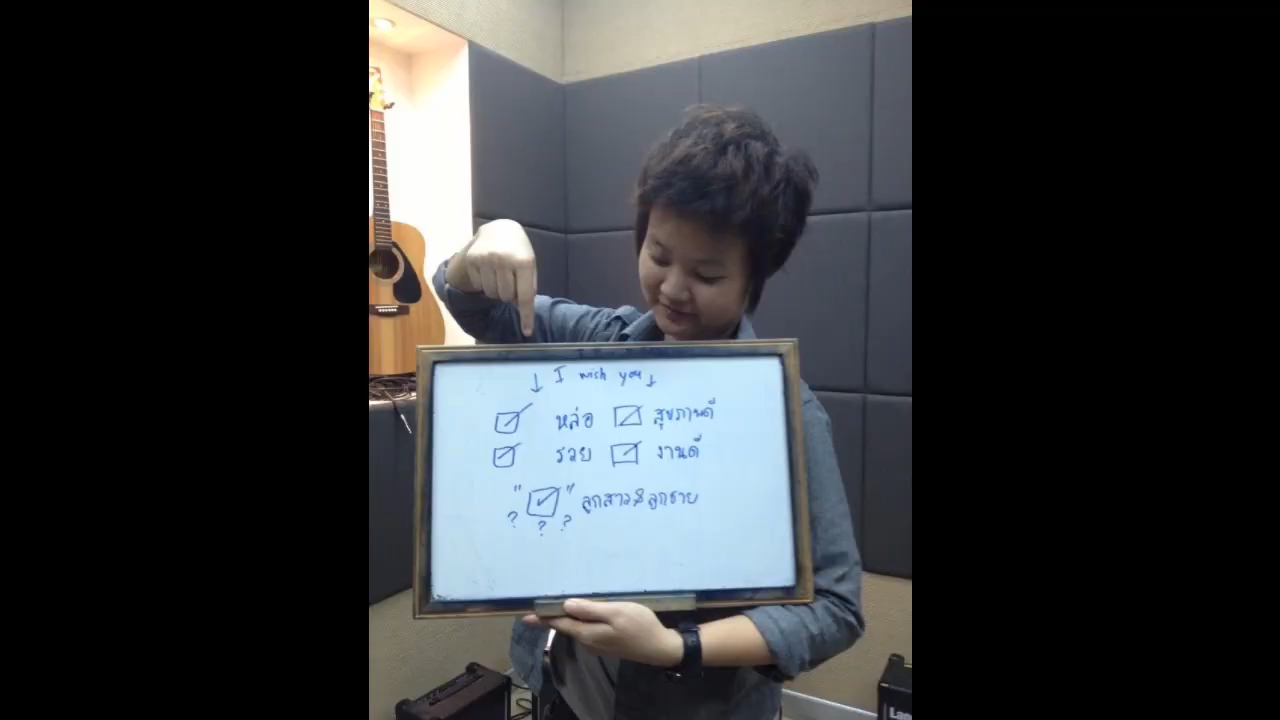 I wish you
หล่อ สุขภาพดี
รวย งานดี
"☑" ลูกสาว & ลูกชาย
? ? ?
Lane